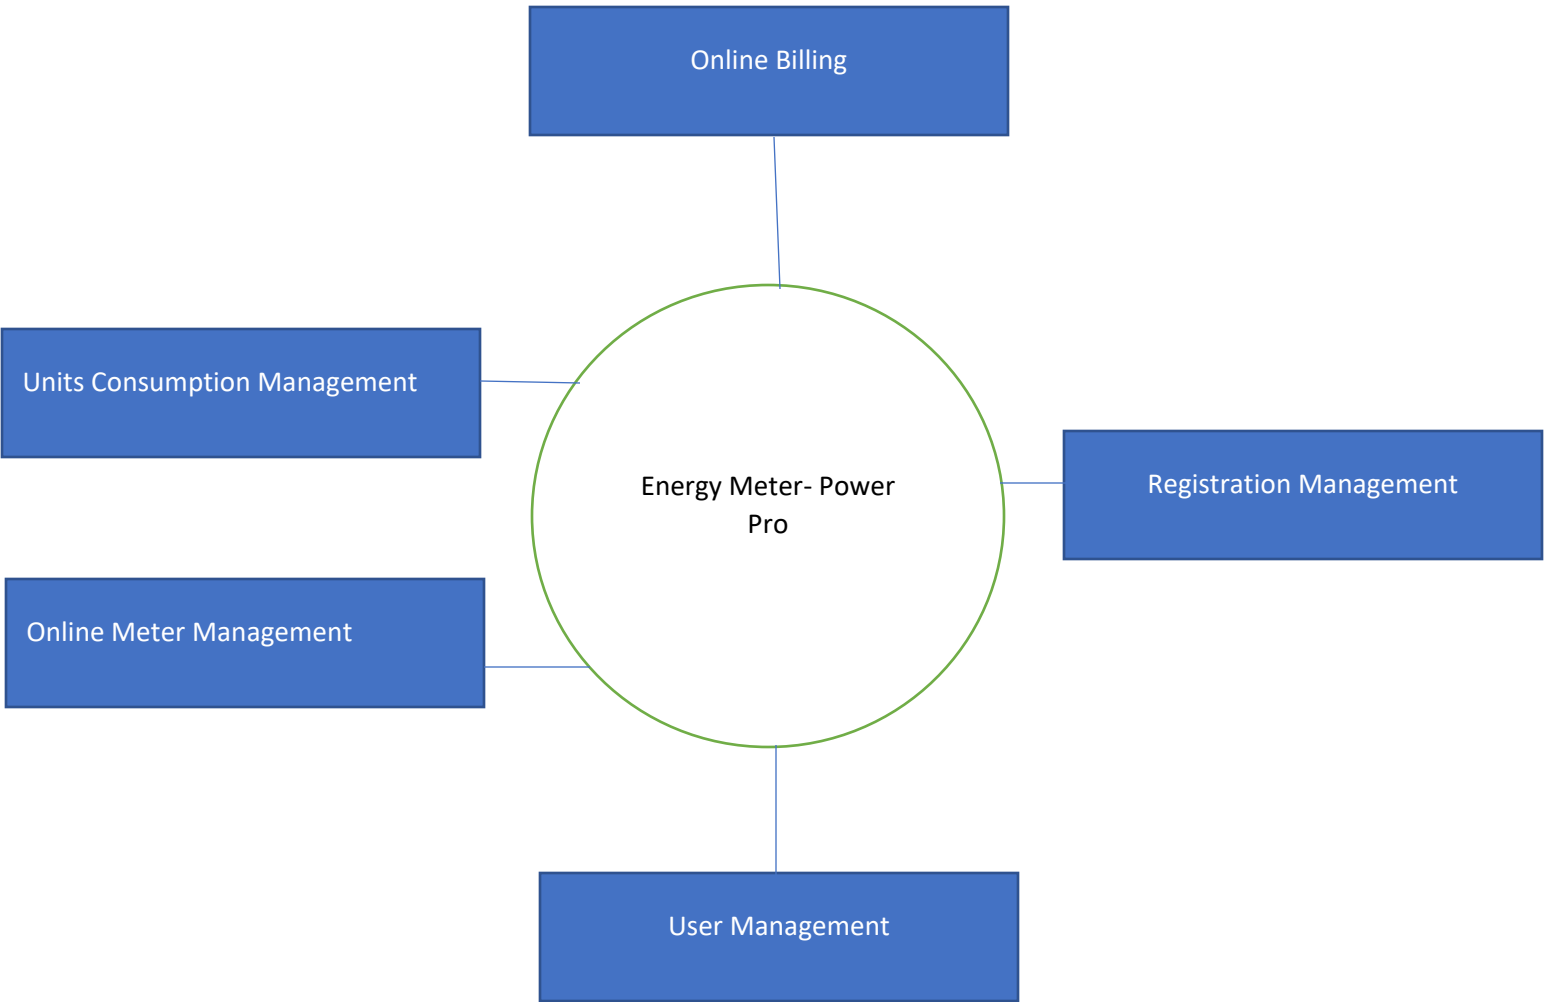 Online Billing
Units Consumption Management
Energy Meter- Power
Pro
Registration Management
Online Meter Management
User Management